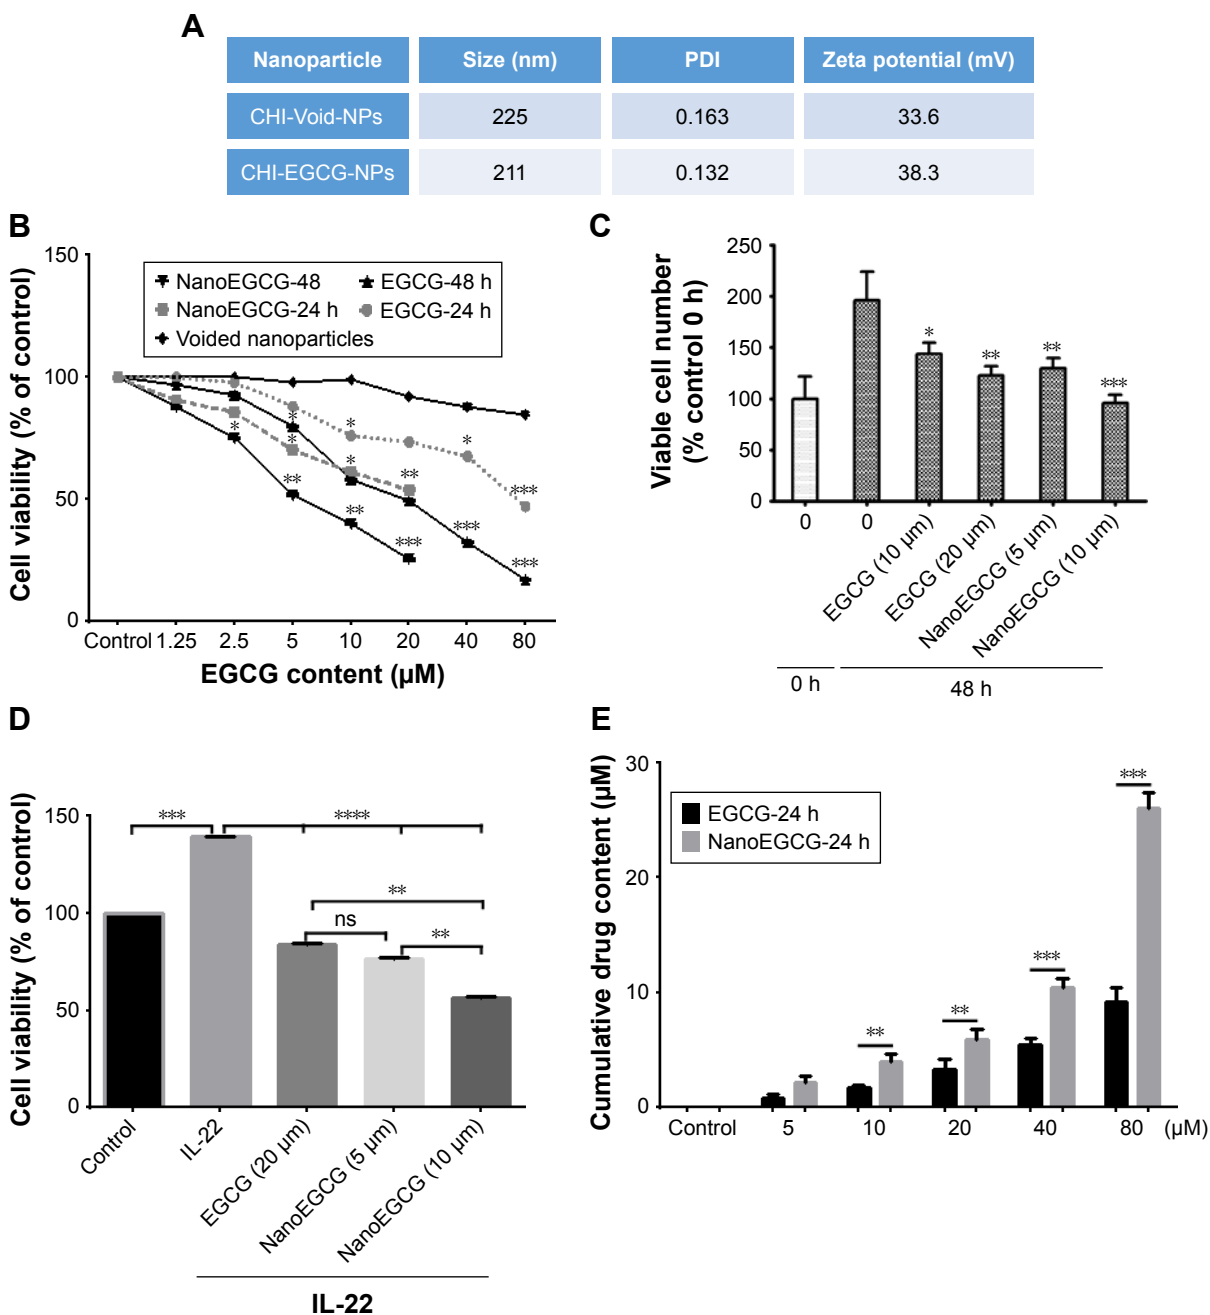 A
Nanoparticle Size (nm) PDI Zeta potential (mV)
CHI-Void-NPs 225 0.163 33.6
CHI-EGCG-NPs 211 0.132 38.3
B
Cell viability (% of control)
150
100
50
0
NanoEGCG-48 EGCG-48 h
NanoEGCG-24 h EGCG-24 h
Voided nanoparticles
* * * * * * *
** ** **
*** *** *** ***
Control 1.25 2.5 5 10 20 40 80
EGCG content (μM)
C
Viable cell number
(% control 0 h)
250
200
150
100
50
0
* ** ** ***
0
0
EGCG (10 μm)
EGCG (20 μm)
NanoEGCG (5 μm)
NanoEGCG (10 μm)
0 h 48 h
D
Cell viability (% of control)
150
100
50
0
*** ****
**
ns **
Control
IL-22
EGCG (20 μm)
NanoEGCG (5 μm)
NanoEGCG (10 μm)
IL-22
E
Cumulative drug content (μM)
30
20
10
0
EGCG-24 h
NanoEGCG-24 h
** ** *** ***
Control 5 10 20 40 80 (μM)